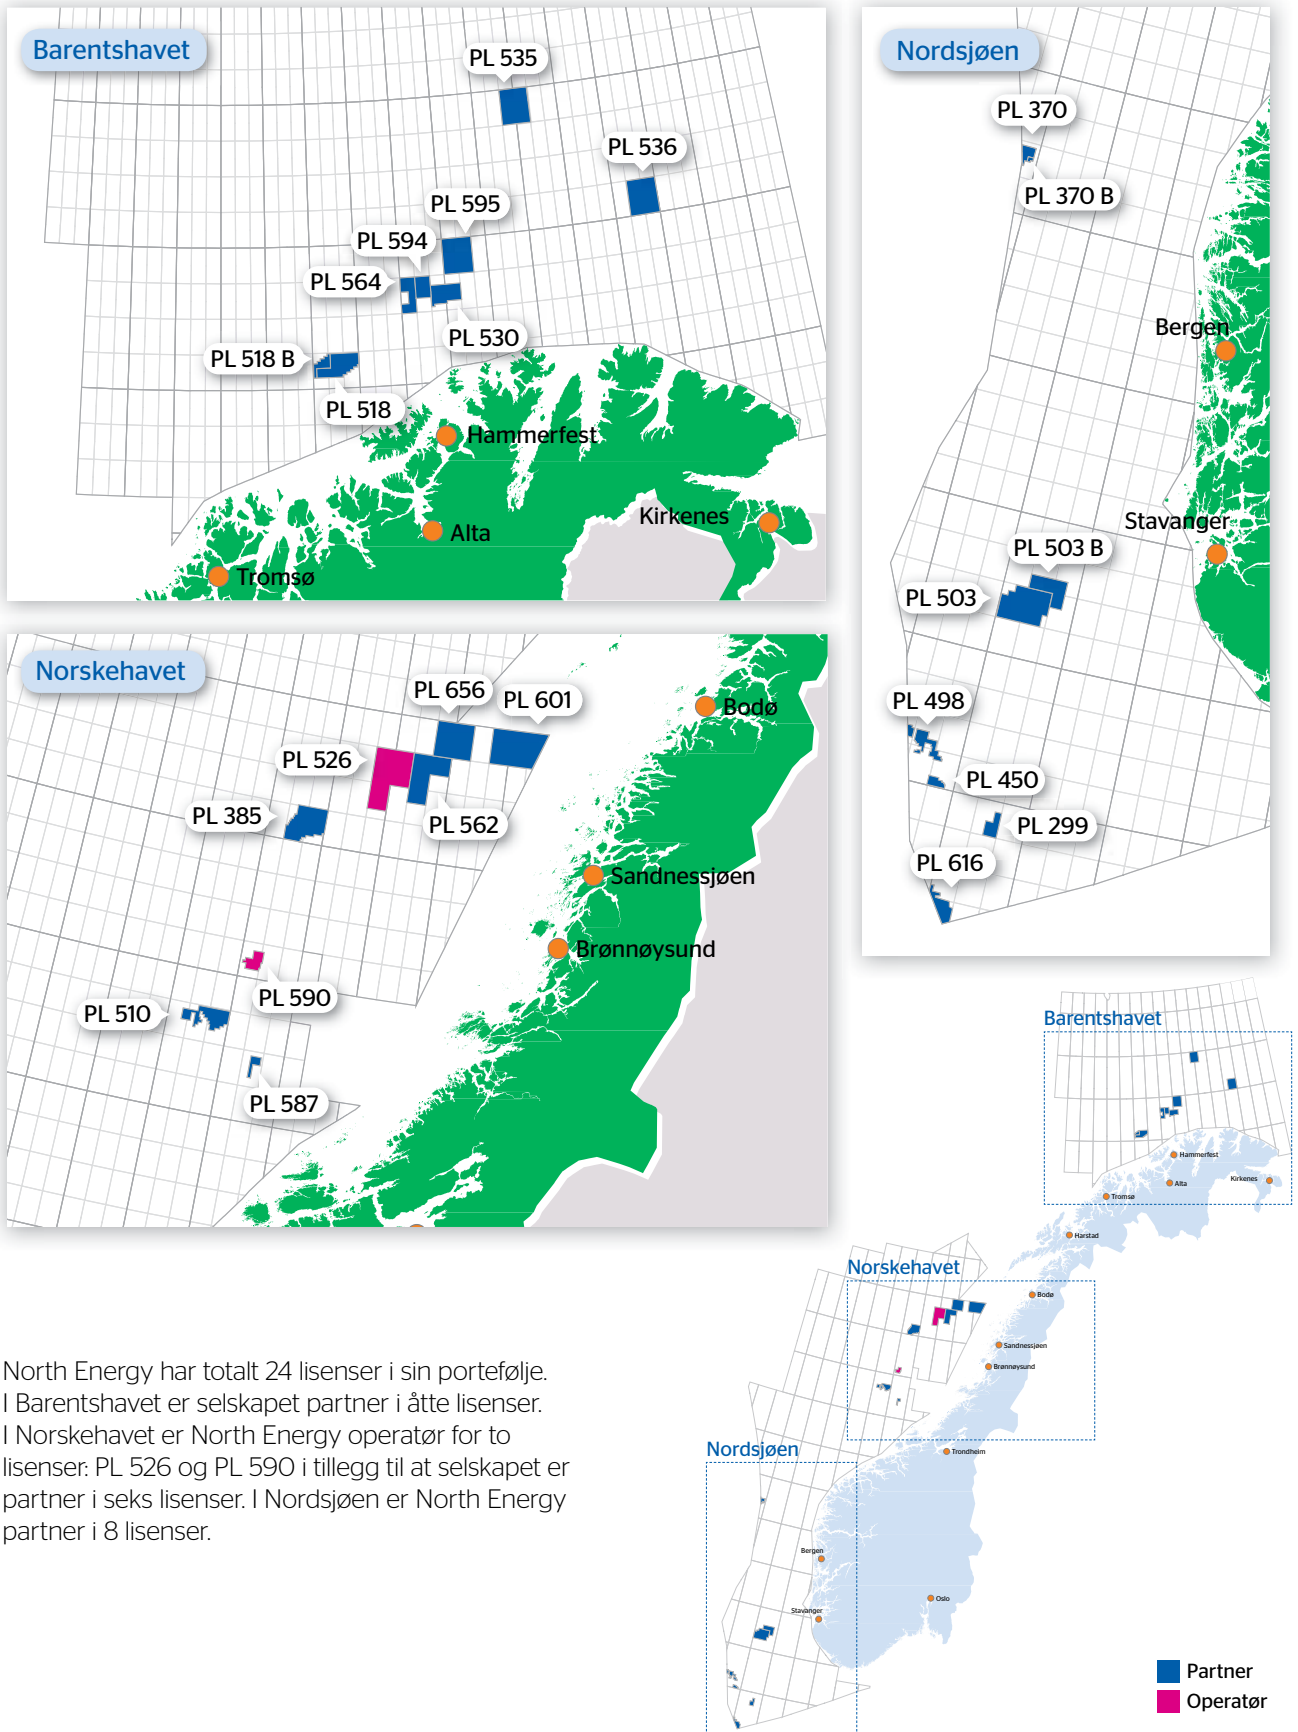 Barentshavet
PL 535
PL 536
PL 595
PL 594
PL 564
PL 530
PL 518 B
PL 518
Hammerfest
Kirkenes
Alta
Tromsø
Nordsjøen
PL 370
PL 370 B
Bergen
Stavanger
PL 503 B
PL 503
PL 498
PL 450
PL 299
PL 616
Norskehavet
PL 656
PL 601
Bodø
PL 526
PL 385
PL 562
Sandnessjøen
Brønnøysund
PL 590
PL 510
PL 587
Barentshavet
Hammerfest
Kirkenes
Alta
Tromsø
Harstad
Norskehavet
Bodø
Sandnessjøen
Brønnøysund
Trondheim
Nordsjøen
Bergen
Oslo
Stavanger
North Energy har totalt 24 lisenser i sin portefølje.
I Barentshavet er selskapet partner i åtte lisenser.
I Norskehavet er North Energy operatør for to
lisenser: PL 526 og PL 590 i tillegg til at selskapet er
partner i seks lisenser. I Nordsjøen er North Energy
partner i 8 lisenser.
Partner
Operatør